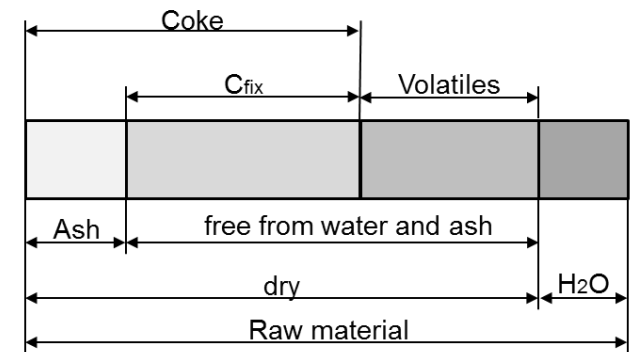 Coke
Cfix
Volatiles
Ash
free from water and ash
dry
H2O
Raw material